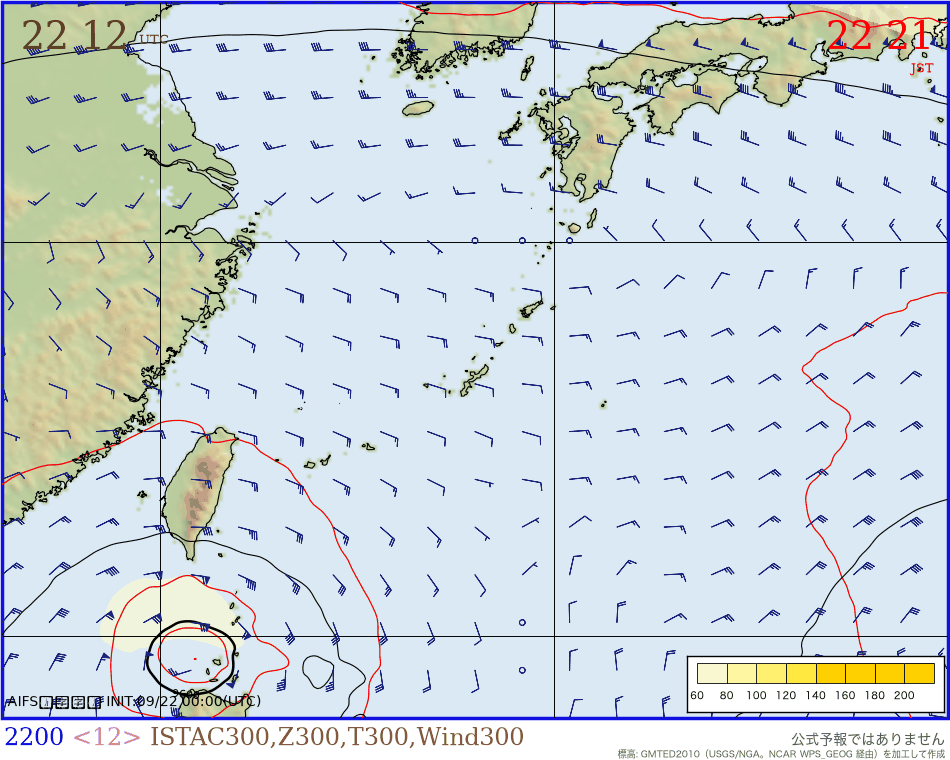 22 12 UTC
22 21 JST
AIFS INIT:09/22 00:00(UTC)
60 80 100 120 140 160 180 200
2200 <12> ISTAC300,Z300,T300,Wind300
公式予報ではありません
標高: GMTED2010（USGS/NGA。NCAR WPS_GEOG 経由）を加工して作成